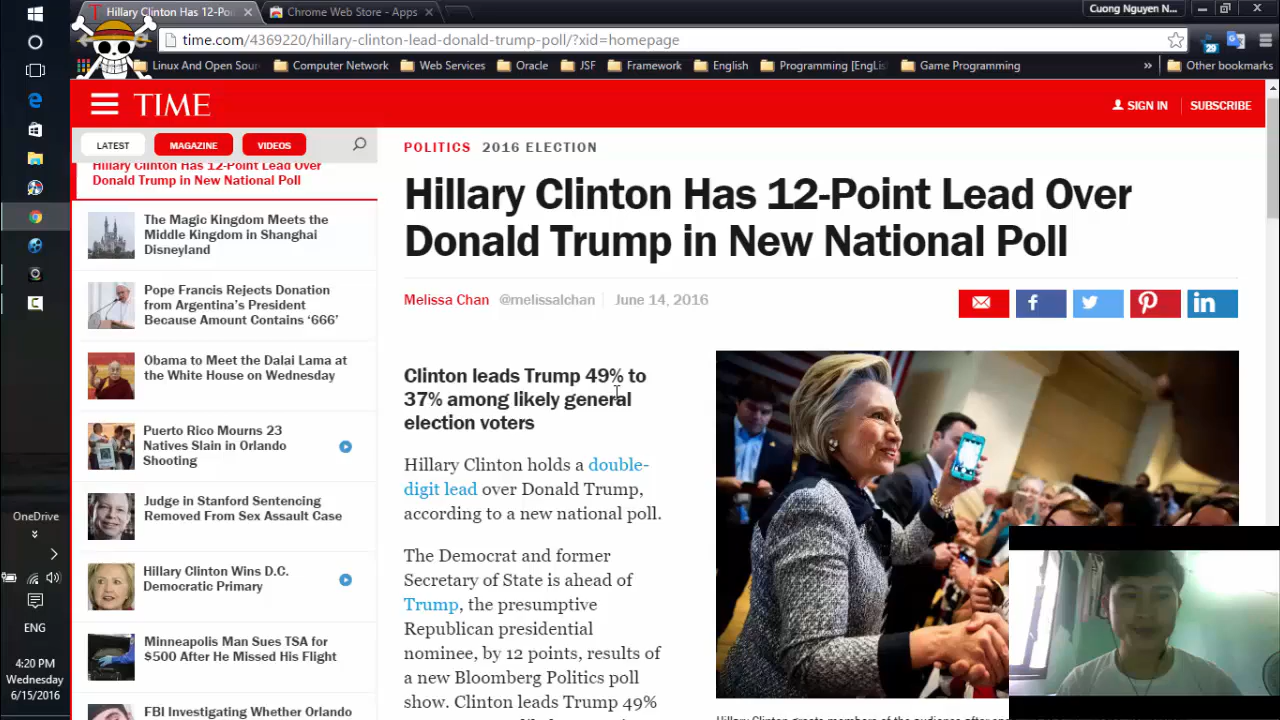 Hillary Clinton Has 12-Poi
Chrome Web Store - Apps
Cuong Nguyen N...
time.com/4369220/hillary-clinton-lead-donald-trump-poll/?xid=homepage
29
Linux And Open Sour
Computer Network
Web Services
Oracle
JSF
Framework
English
Programming [EngLis
Game Programming
»
Other bookmarks
TIME
SIGN IN
SUBSCRIBE
LATEST
MAGAZINE
VIDEOS
Hillary Clinton Has 12-Point Lead Over
Donald Trump in New National Poll
The Magic Kingdom Meets the
Middle Kingdom in Shanghai
Disneyland
Pope Francis Rejects Donation
from Argentina's President
Because Amount Contains ‘666’
Obama to Meet the Dalai Lama at
the White House on Wednesday
Puerto Rico Mourns 23
Natives Slain in Orlando
Shooting
Judge in Stanford Sentencing
Removed From Sex Assault Case
Hillary Clinton Wins D.C.
Democratic Primary
Minneapolis Man Sues TSA for
$500 After He Missed His Flight
FBI Investigating Whether Orlando
POLITICS 2016 ELECTION
Hillary Clinton Has 12-Point Lead Over
Donald Trump in New National Poll
Melissa Chan @melissalchan June 14, 2016
Clinton leads Trump 49% to
37% among likely general
election voters
Hillary Clinton holds a double-
digit lead over Donald Trump,
according to a new national poll.
The Democrat and former
Secretary of State is ahead of
Trump, the presumptive
Republican presidential
nominee, by 12 points, results of
a new Bloomberg Politics poll
show. Clinton leads Trump 49%
OneDrive
ENG
4:20 PM
Wednesday
6/15/2016